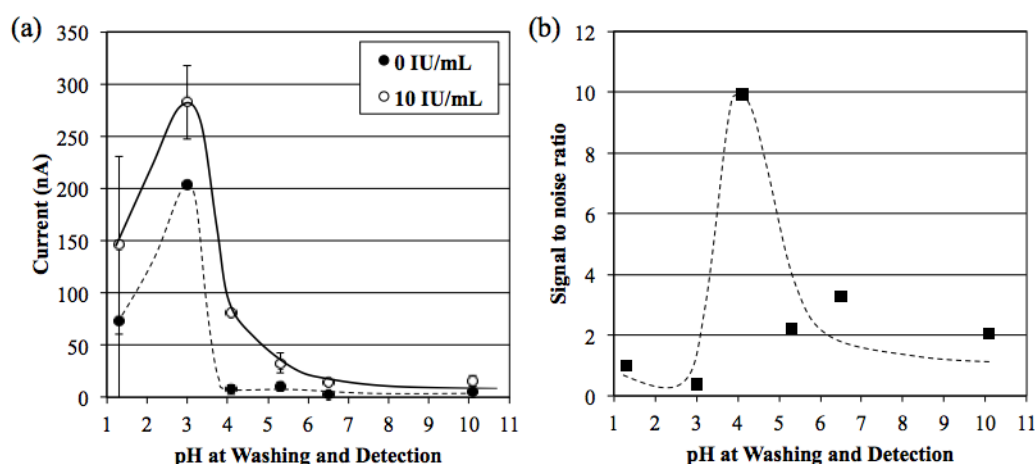 (a)
350
300
250
200
150
100
50
0
Current (nA)
0 IU/mL
10 IU/mL
1 2 3 4 5 6 7 8 9 10 11
pH at Washing and Detection
(b)
12
10
8
6
4
2
0
Signal to noise ratio
1 2 3 4 5 6 7 8 9 10 11
pH at Washing and Detection